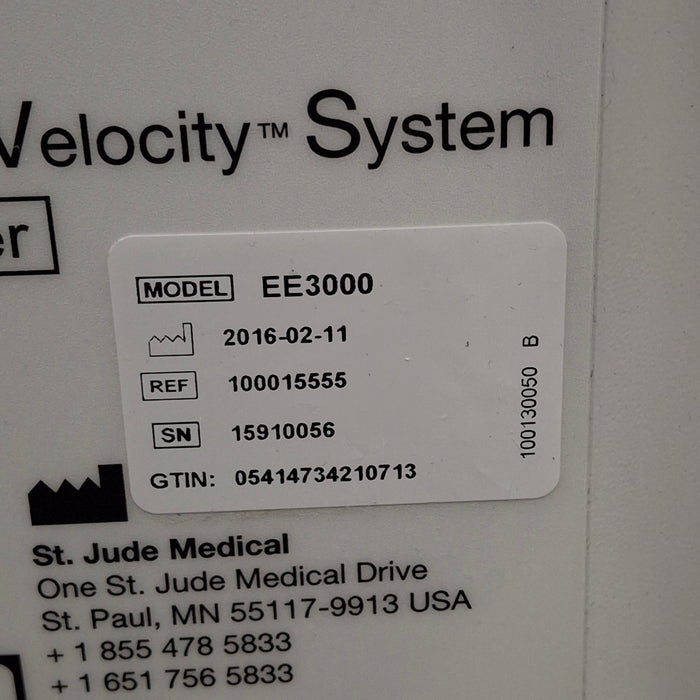 Velocity™ System
er
MODEL EE3000
2016-02-11
REF 100015555
SN 15910056
GTIN: 05414734210713
100130050 B
St. Jude Medical
One St. Jude Medical Drive
St. Paul, MN 55117-9913 USA
+ 1 855 478 5833
+ 1 651 756 5833